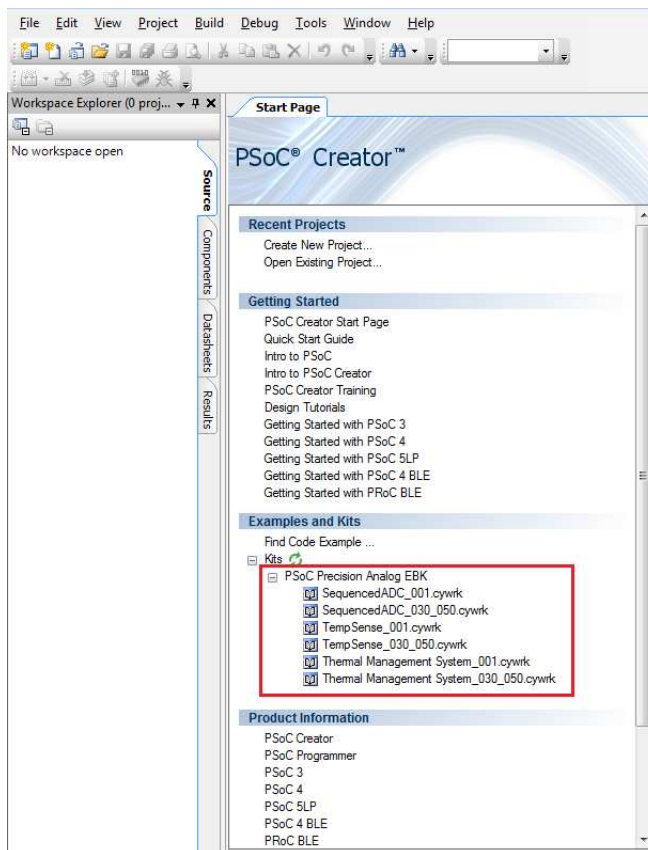 File Edit View Project Build Debug Tools Window Help
Workspace Explorer (0 proj...
Start Page
No workspace open
Source
Components
Datasheets
Results
PSoC® Creator™
Recent Projects
Create New Project...
Open Existing Project...
Getting Started
PSoC Creator Start Page
Quick Start Guide
Intro to PSoC
Intro to PSoC Creator
PSoC Creator Training
Design Tutorials
Getting Started with PSoC 3
Getting Started with PSoC 4
Getting Started with PSoC 5LP
Getting Started with PSoC 4 BLE
Getting Started with PRoC BLE
Examples and Kits
Find Code Example ...
Kits
PSoC Precision Analog EBK
SequencedADC_001.cywrk
SequencedADC_030_050.cywrk
TempSense_001.cywrk
TempSense_030_050.cywrk
Thermal Management System_001.cywrk
Thermal Management System_030_050.cywrk
Product Information
PSoC Creator
PSoC Programmer
PSoC 3
PSoC 4
PSoC 5LP
PSoC 4 BLE
PRoC BLE